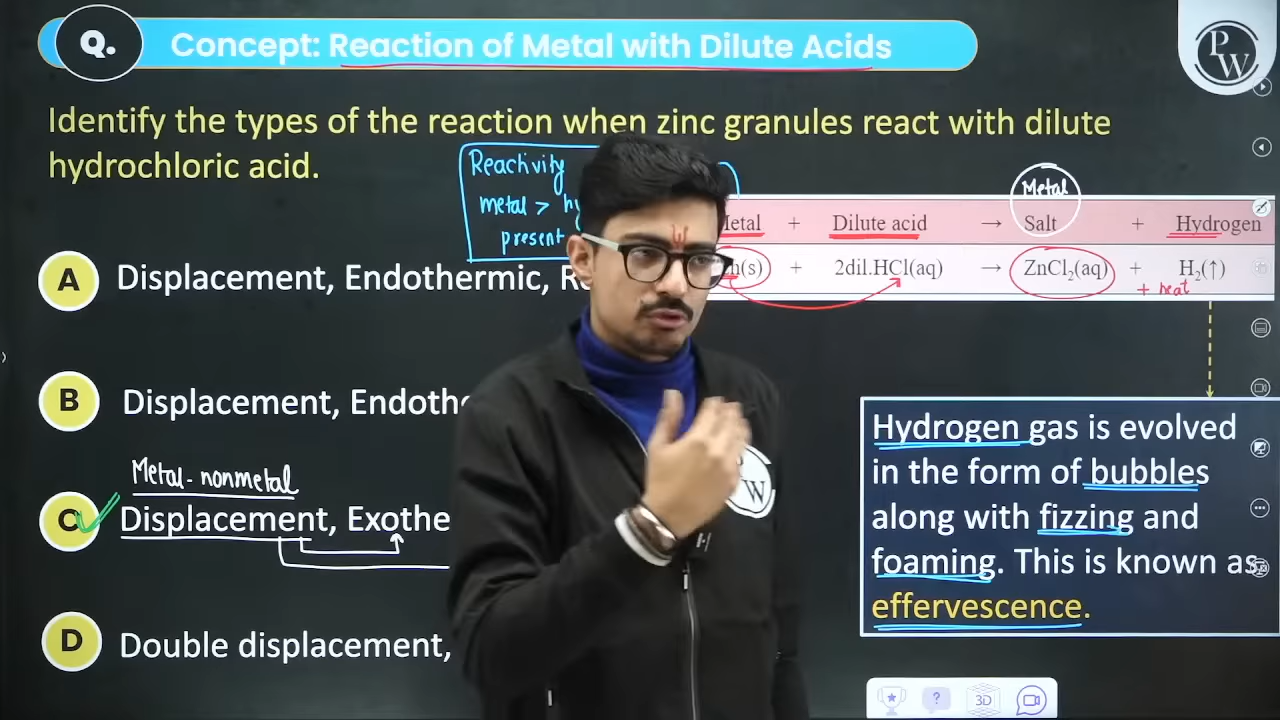 Q.
Concept: Reaction of Metal with Dilute Acids
PW
Identify the types of the reaction when zinc granules react with dilute
hydrochloric acid.
Reactivity
metal >
present
Metal
Metal + Dilute acid → Salt + Hydrogen
Zn(s) + 2dil.HCl(aq) → ZnCl₂(aq) + H₂(↑)
+ heat
A Displacement, Endothermic,
B Displacement,
Metal-nonmetal
C Displacement,
D Double displacement,
Hydrogen gas is evolved
in the form of bubbles
along with fizzing and
foaming. This is known as
effervescence.
W
? 3D